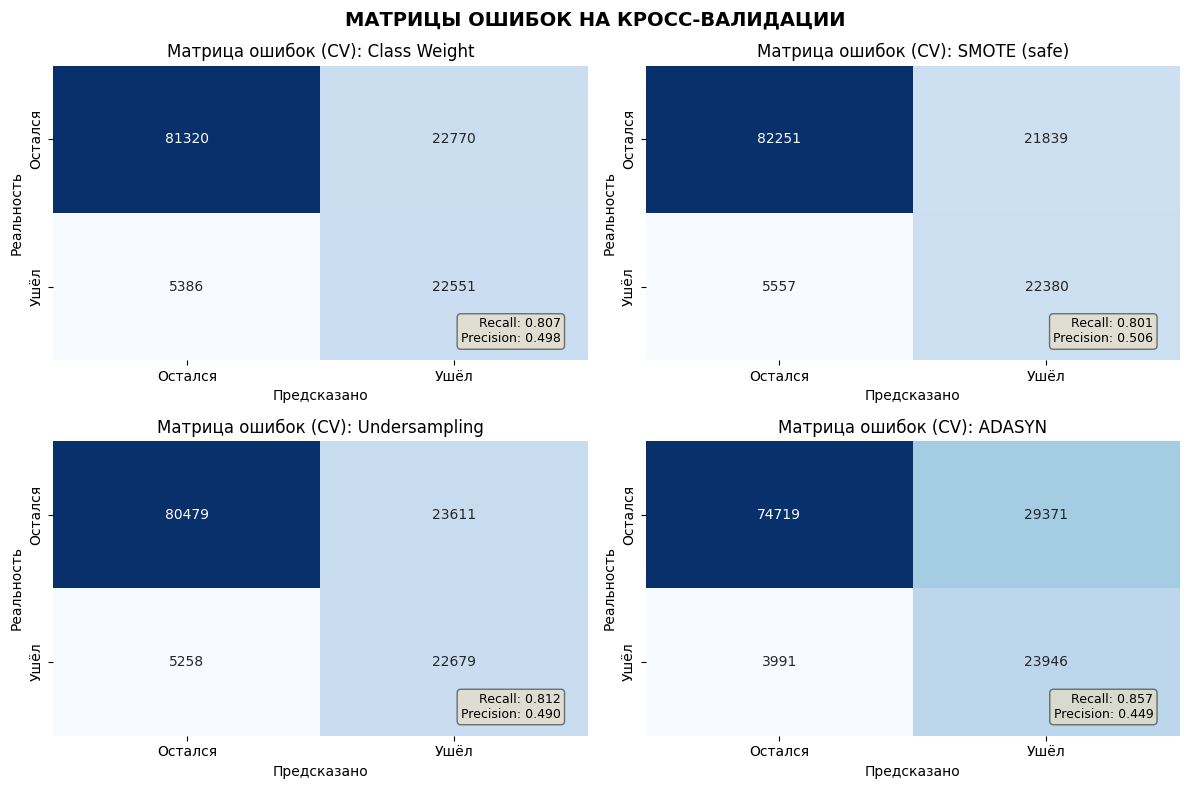 МАТРИЦЫ ОШИБОК НА КРОСС-ВАЛИДАЦИИ
Матрица ошибок (CV): Class Weight
Реальность
Остался
81320
22770
Ушёл
5386
22551
Recall: 0.807
Precision: 0.498
Остался
Ушёл
Предсказано
Матрица ошибок (CV): SMOTE (safe)
Реальность
Остался
82251
21839
Ушёл
5557
22380
Recall: 0.801
Precision: 0.506
Остался
Ушёл
Предсказано
Матрица ошибок (CV): Undersampling
Реальность
Остался
80479
23611
Ушёл
5258
22679
Recall: 0.812
Precision: 0.490
Остался
Ушёл
Предсказано
Матрица ошибок (CV): ADASYN
Реальность
Остался
74719
29371
Ушёл
3991
23946
Recall: 0.857
Precision: 0.449
Остался
Ушёл
Предсказано